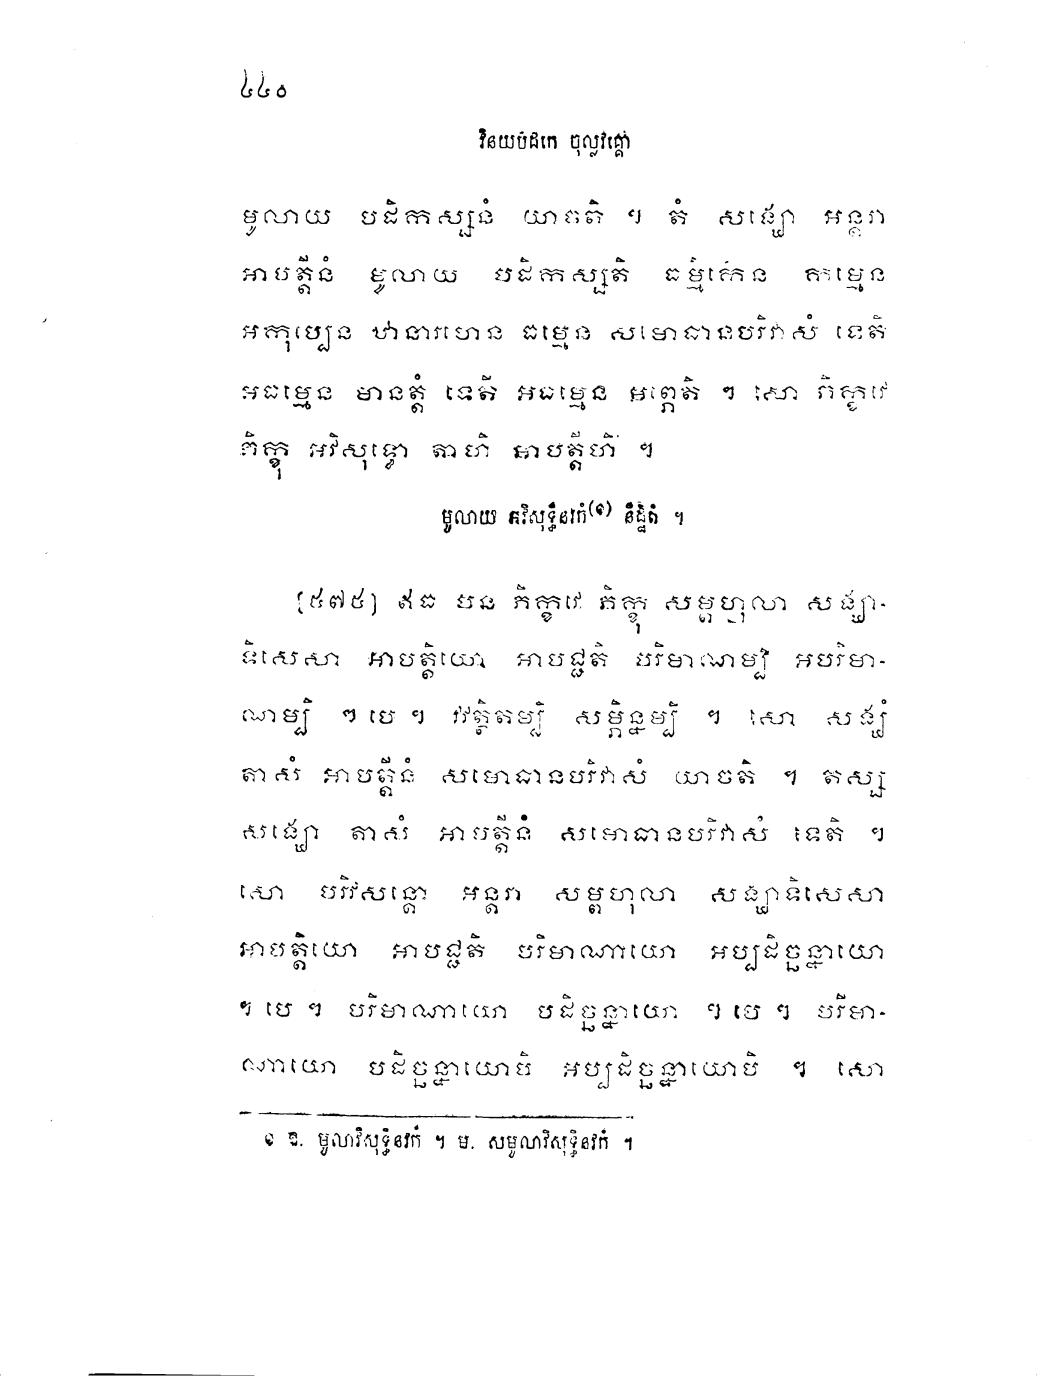 ៤៤០
វិនយបិដកេ ចុល្លវគ្គោ
មូលាយ បដិកស្សនំ យាចតិ ។ តំ សង្ឃោ អន្តរា
អាបត្តីនំ មូលាយ បដិកស្សតិ ធម្មិកេន កម្មេន
អកុប្បេន ឋានារហេន ធម្មេន សមោធានបរិវាសំ ទេតិ
អធម្មេន មានត្តំ ទេតិ អធម្មេន អព្ភេតិ ។ សោ ភិក្ខវេ
ភិក្ខុ អវិសុទ្ធោ តាហិ អាបត្តីហិ ។
មូលាយ អវិសុទ្ធិនវកំ(១) និដ្ឋិតំ ។
[៥៧៥] ឥធ បន ភិក្ខវេ ភិក្ខុ សម្ពហុលា សង្ឃា-
ទិសេសា អាបត្តិយោ អាបជ្ជតិ បរិមាណម្បិ អបរិមា-
ណម្បិ ។ បេ ។ វវត្ថិតម្បិ សម្ភិន្នម្បិ ។ សោ សង្ឃំ
តាសំ អាបត្តីនំ សមោធានបរិវាសំ យាចតិ ។ តស្ស
សង្ឃោ តាសំ អាបត្តីនំ សមោធានបរិវាសំ ទេតិ ។
សោ បរិវសន្តោ អន្តរា សម្ពហុលា សង្ឃាទិសេសា
អាបត្តិយោ អាបជ្ជតិ បរិមាណាយោ អប្បដិច្ឆន្នាយោ
។ បេ ។ បរិមាណាយោ បដិច្ឆន្នាយោ ។ បេ ។ បរិមា-
ណាយោ បដិច្ឆន្នាយោបិ អប្បដិច្ឆន្នាយោបិ ។ សោ
១ ឱ. មូលាវិសុទ្ធិនវកំ ។ ម. សមូលាវិសុទ្ធិនវកំ ។